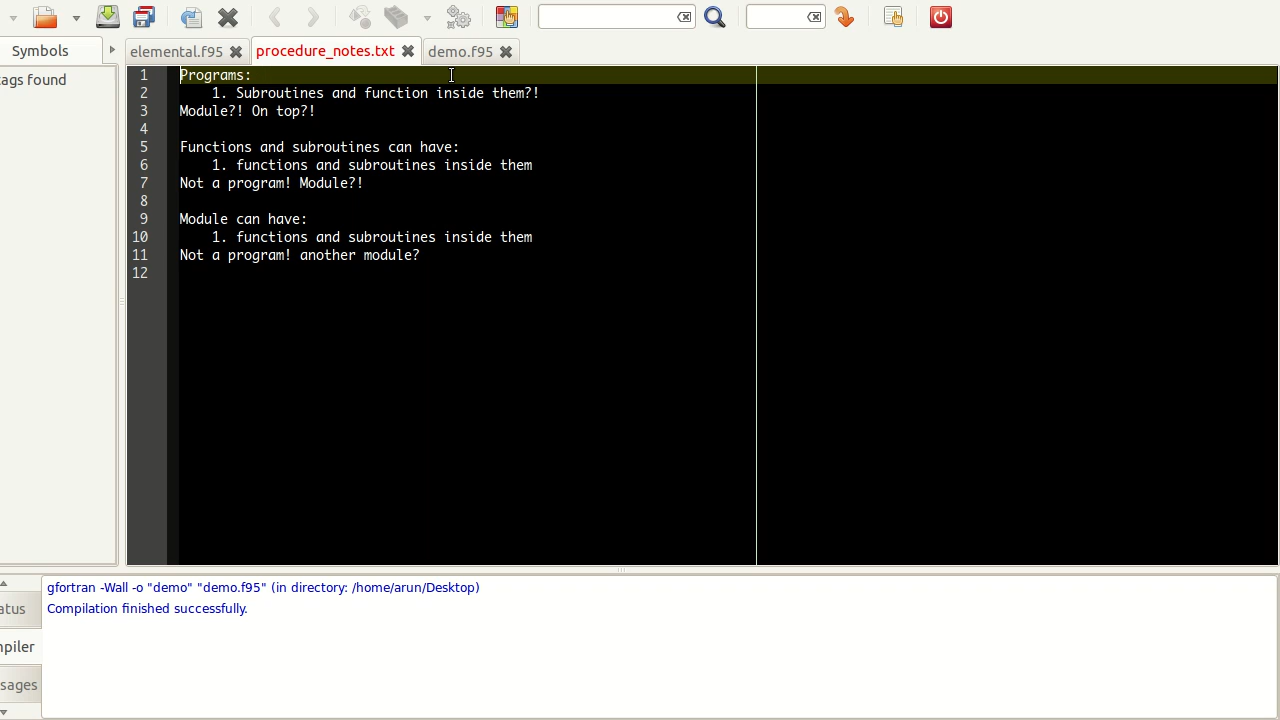 Symbols
elemental.f95
procedure_notes.txt
demo.f95
ags found
1 Programs:
2 1. Subroutines and function inside them?!
3 Module?! On top?!
4
5 Functions and subroutines can have:
6 1. functions and subroutines inside them
7 Not a program! Module?!
8
9 Module can have:
10 1. functions and subroutines inside them
11 Not a program! another module?
12
gfortran -Wall -o "demo" "demo.f95" (in directory: /home/arun/Desktop)
Compilation finished successfully.
atus
npiler
sages